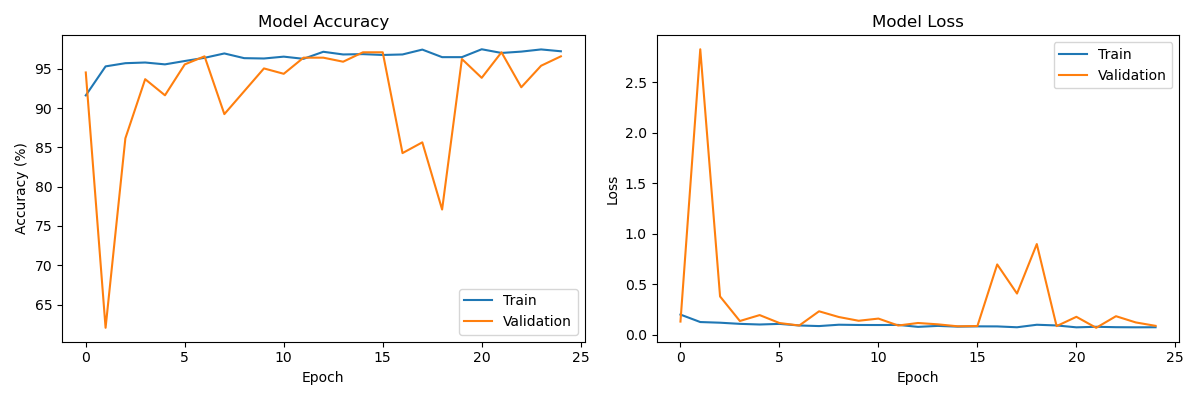 Model Accuracy
Accuracy (%)
95
90
85
80
75
70
65
0 5 10 15 20 25
Epoch
Train
Validation
Model Loss
Loss
2.5
2.0
1.5
1.0
0.5
0.0
0 5 10 15 20 25
Epoch
Train
Validation